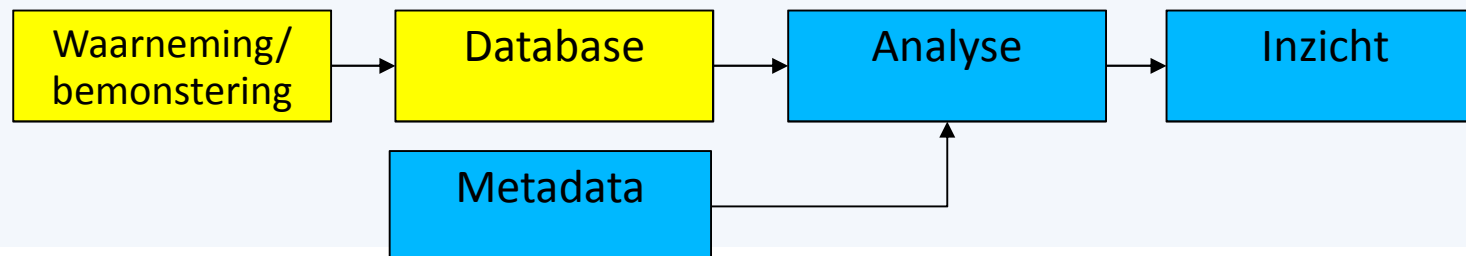 Waarneming/
bemonstering
Database
Analyse
Inzicht
Metadata